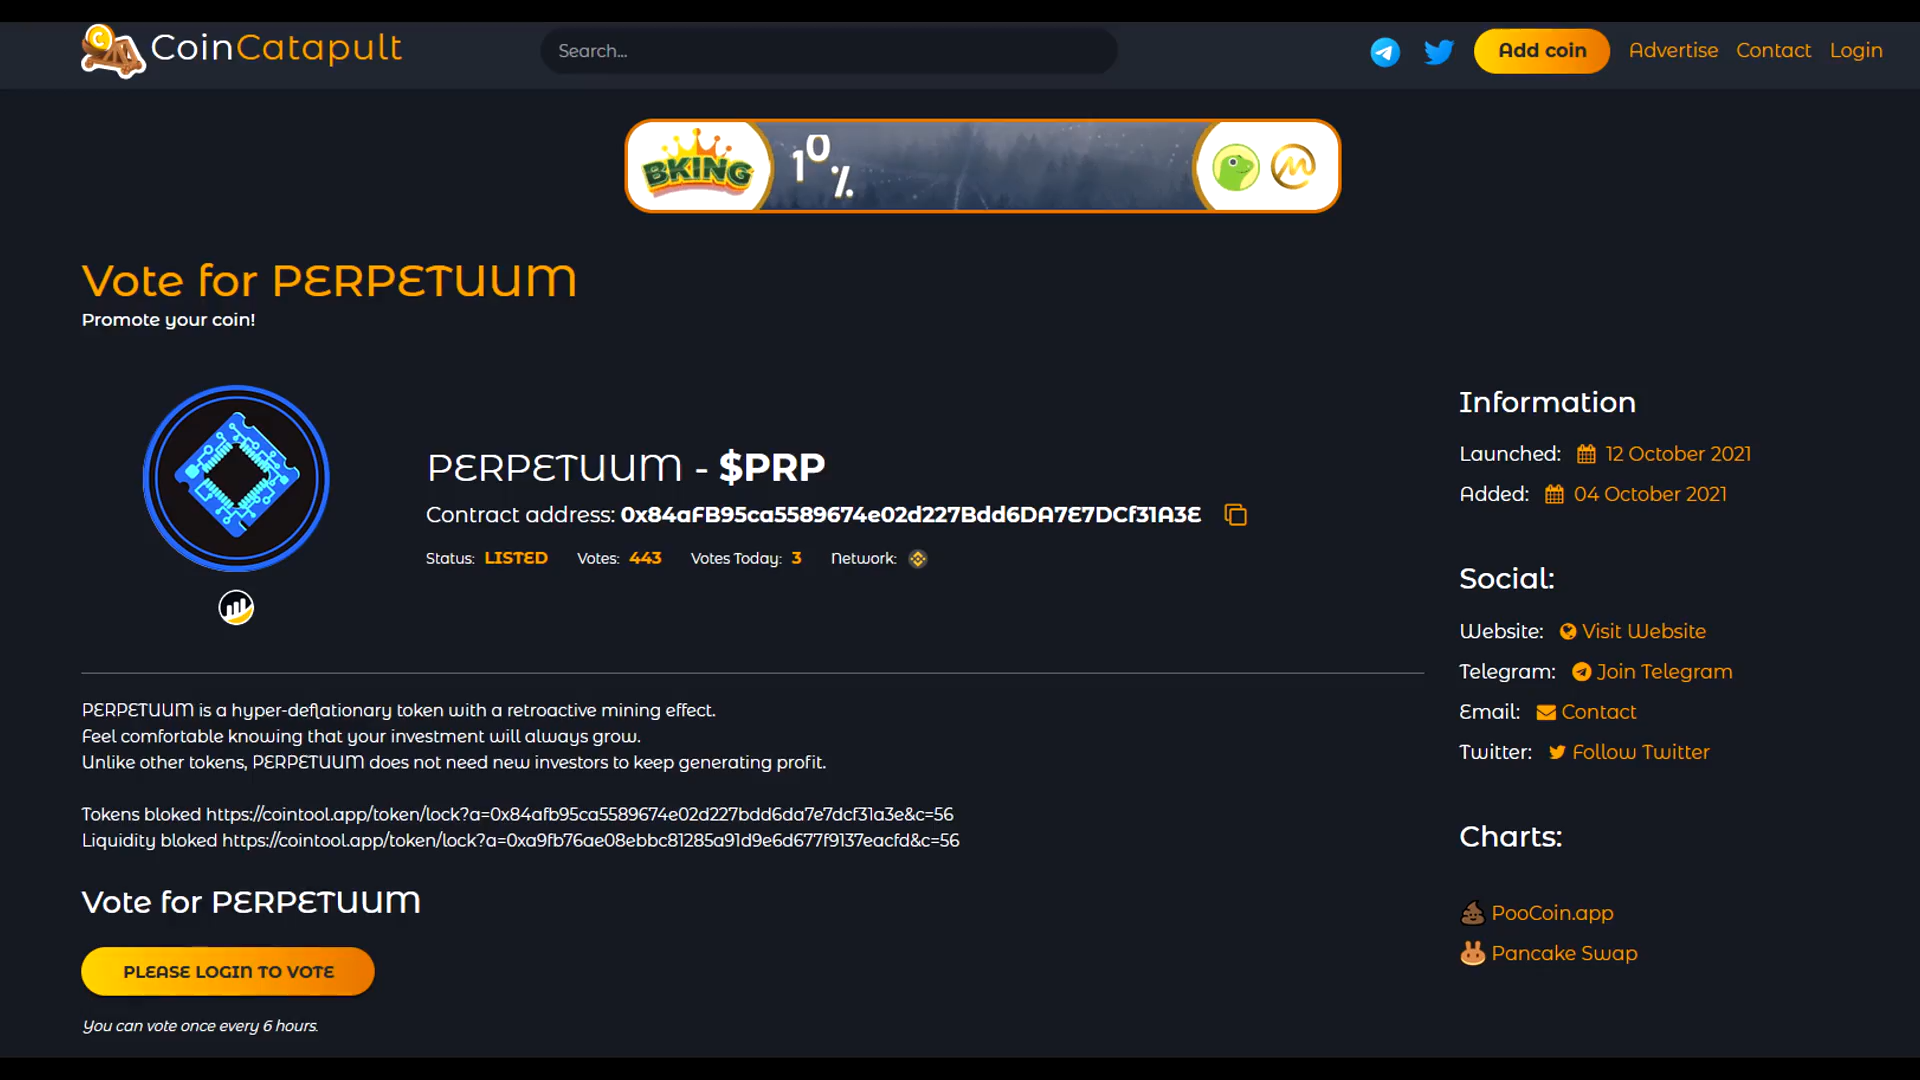 CoinCatapult
Search...
Add coin
Advertise
Contact
Login
BKING
10%
Vote for PERPETUUM
Promote your coin!
PERPETUUM - $PRP
Contract address: 0x84aFB95ca5589674e02d227Bdd6DA7E7DCf31A3E
Status: LISTED Votes: 443 Votes Today: 3 Network:
PERPETUUM is a hyper-deflationary token with a retroactive mining effect.
Feel comfortable knowing that your investment will always grow.
Unlike other tokens, PERPETUUM does not need new investors to keep generating profit.
Tokens bloked https://cointool.app/token/lock?a=0x84afb95ca5589674e02d227bdd6da7e7dcf31a3e&c=56
Liquidity bloked https://cointool.app/token/lock?a=0xa9fb76ae08ebbc81285a91d9e6d677f9137eacfd&c=56
Vote for PERPETUUM
PLEASE LOGIN TO VOTE
You can vote once every 6 hours.
Information
Launched: 12 October 2021
Added: 04 October 2021
Social:
Website: Visit Website
Telegram: Join Telegram
Email: Contact
Twitter: Follow Twitter
Charts:
PooCoin.app
Pancake Swap